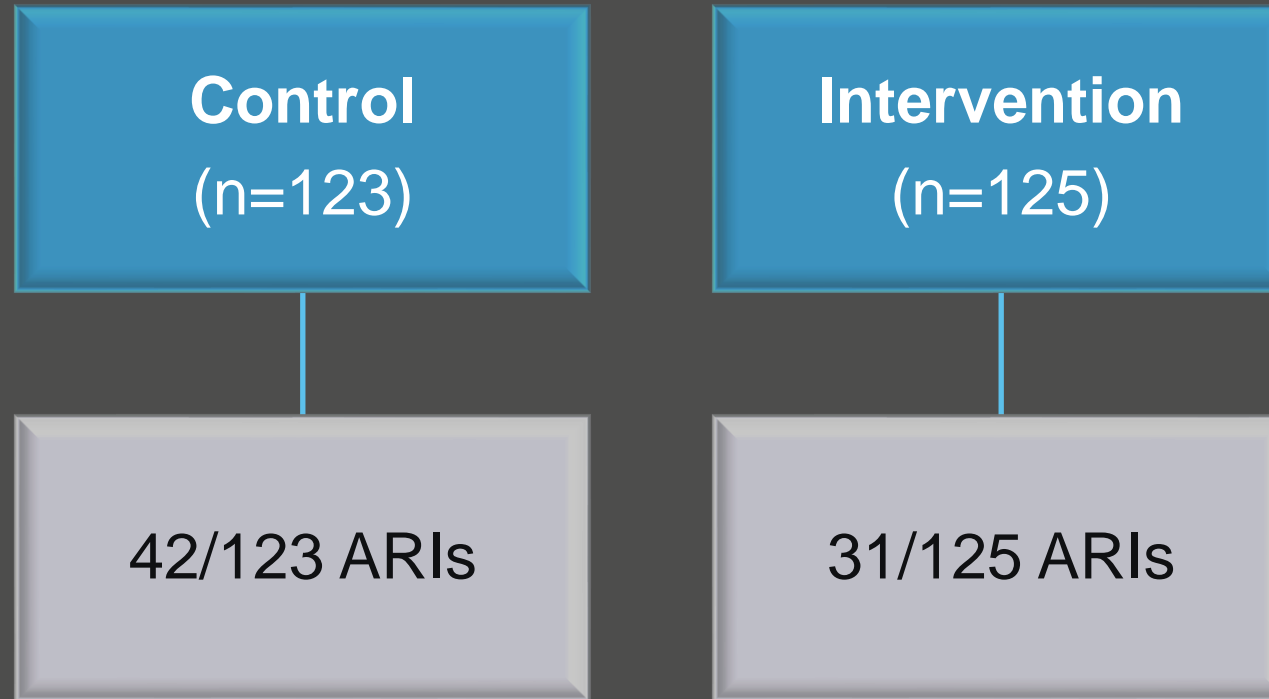 Control
(n=123)
42/123 ARIs
Intervention
(n=125)
31/125 ARIs